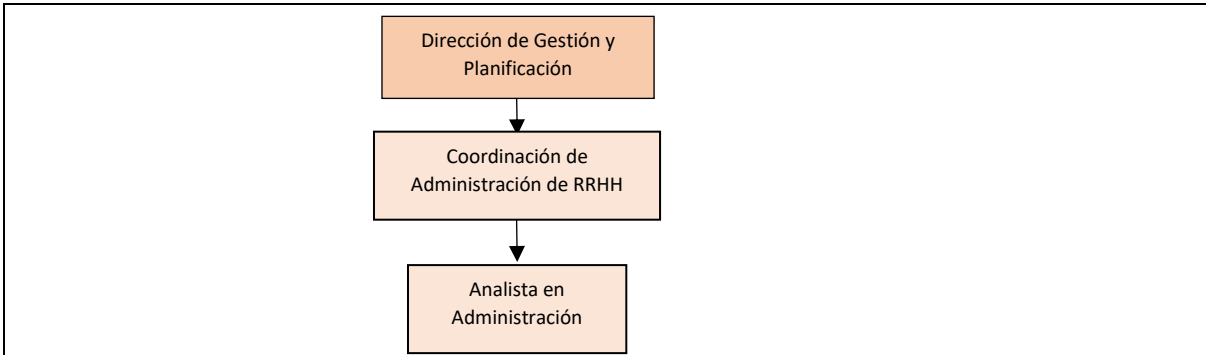 Dirección de Gestión y
Planificación
Coordinación de
Administración de RRHH
Analista en
Administración